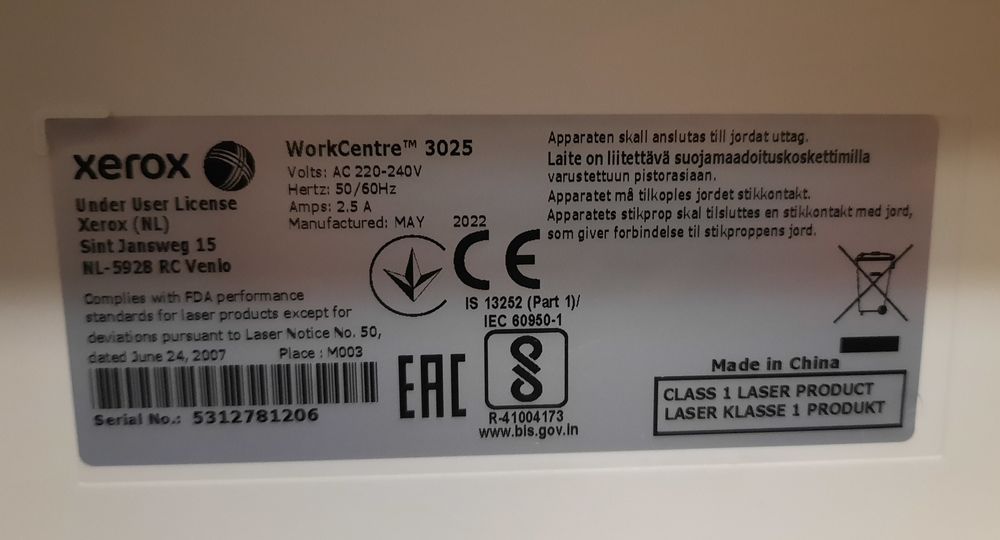 xerox
Under User License
Xerox (NL)
Sint Jansweg 15
NL-5928 RC Venlo
Complies with FDA performance
standards for laser products except for
deviations pursuant to Laser Notice No. 50,
dated June 24, 2007 Place : M003
Serial No.: 5312781206
WorkCentre™ 3025
Volts: AC 220-240V
Hertz: 50/60Hz
Amps: 2.5 A
Manufactured: MAY 2022
CE
IS 13252 (Part 1)/
IEC 60950-1
EAC
R-41004173
www.bis.gov.in
Apparaten skall anslutas till jordat uttag.
Laite on liitettävä suojamaadoituskoskettimilla
varustettuun pistorasiaan.
Apparatet må tilkoples jordet stikkontakt.
Apparatets stikprop skal tilsluttes en stikkontakt med jord,
som giver forbindelse til stikproppens jord.
Made in China
CLASS 1 LASER PRODUCT
LASER KLASSE 1 PRODUKT